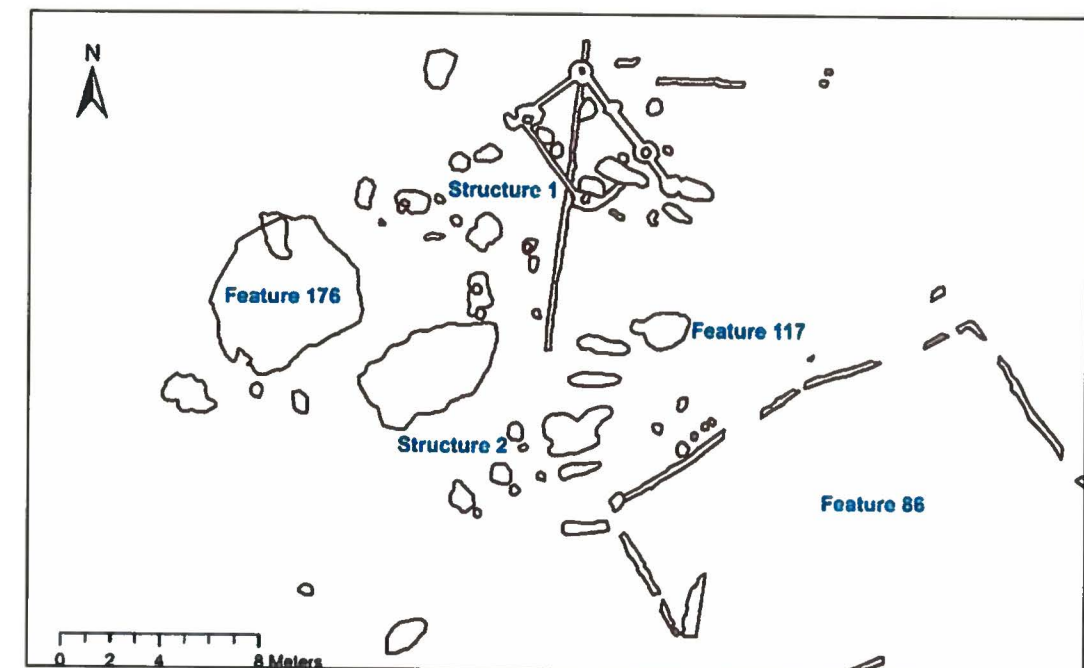 N
Structure 1
Feature 176
Feature 117
Structure 2
Feature 86
0 2 4 8 Meters